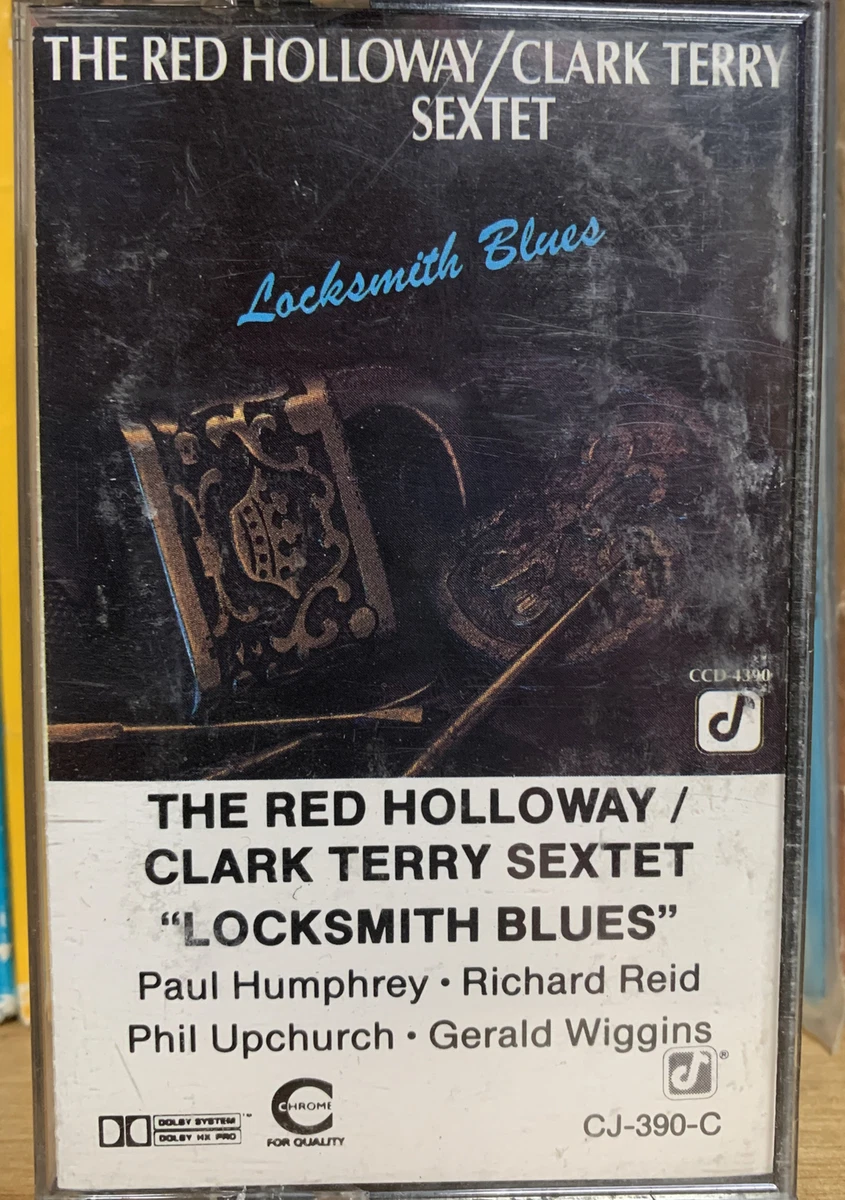 THE RED HOLLOWAY/CLARK TERRY
SEXTET
Locksmith Blues
CCD-4390
THE RED HOLLOWAY /
CLARK TERRY SEXTET
“LOCKSMITH BLUES”
Paul Humphrey • Richard Reid
Phil Upchurch • Gerald Wiggins
®
DOLBY SYSTEM ™
DOLBY HX PRO
CHROME
FOR QUALITY
CJ-390-C